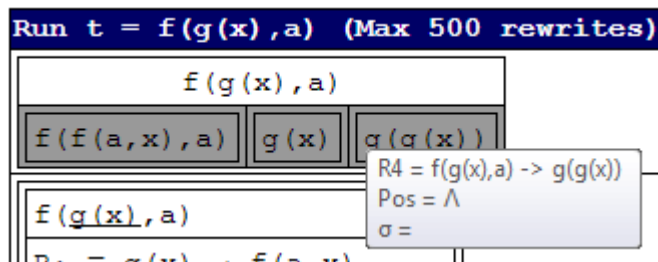 Run t = f(g(x),a) (Max 500 rewrites)
f(g(x),a)
f(f(a,x),a) g(x) g(g(x))
R4 = f(g(x),a) -> g(g(x))
Pos = Λ
σ =
f(g(x),a)